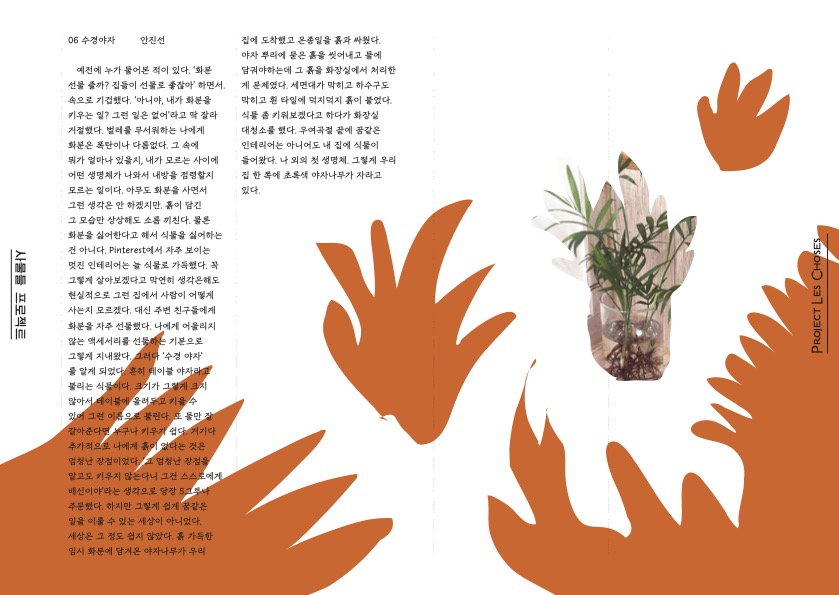 06 수경야자 안진선
예전에 누가 물어본 적이 있다. '화분
선물 줄까? 집들이 선물로 좋잖아' 하면서.
속으로 기겁했다. '아니야, 내가 화분을
키우는 일? 그런 일은 없어'라고 딱 잘라
거절했다. 벌레를 무서워하는 나에게
화분은 폭탄이나 다름없다. 그 속에
뭐가 얼마나 있을지, 내가 모르는 사이에
어떤 생명체가 나와서 내방을 점령할지
모르는 일이다. 아무도 화분을 사면서
그런 생각은 안 하겠지만. 흙이 담긴
그 모습만 상상해도 소름 끼친다. 물론
화분을 싫어한다고 해서 식물을 싫어하는
건 아니다. Pinterest에서 자주 보이는
멋진 인테리어는 늘 식물로 가득했다. 꼭
그렇게 살아보겠다고 막연히 생각은해도
현실적으로 그런 집에서 사람이 어떻게
사는지 모르겠다. 대신 주변 친구들에게
화분을 자주 선물했다. 나에게 어울리지
않는 액세서리를 선물하는 기분으로
그렇게 지내왔다. 그러다 '수경 야자'
를 알게 되었다. 흔히 테이블 야자라고
불리는 식물이다. 크기가 그렇게 크지
않아서 테이블에 올려두고 키울 수
있어 그런 이름으로 불린다. 또 물만 잘
갈아준다면 누구나 키우기 쉽다. 거기다
추가적으로 나에게 흙이 없다는 것은
엄청난 장점이었다. '그 엄청난 장점을
알고도 키우지 않는다니 그건 스스로에게
배신이야'라는 생각으로 당장 5그루나
주문했다. 하지만 그렇게 쉽게 꿈같은
일을 이룰 수 있는 세상이 아니었다.
세상은 그 정도 쉽지 않았다. 흙 가득한
임시 화분에 담겨온 야자나무가 우리
집에 도착했고 온종일을 흙과 싸웠다.
야자 뿌리에 묻은 흙을 씻어내고 물에
담궈야하는데 그 흙을 화장실에서 처리한
게 문제였다. 세면대가 막히고 하수구도
막히고 흰 타일에 덕지덕지 흙이 붙었다.
식물 좀 키워보겠다고 하다가 화장실
대청소를 했다. 우여곡절 끝에 꿈같은
인테리어는 아니어도 내 집에 식물이
들어왔다. 나 외의 첫 생명체. 그렇게 우리
집 한 쪽에 초록색 야자나무가 자라고
있다.
사물들 프로젝트
Project Les Choses